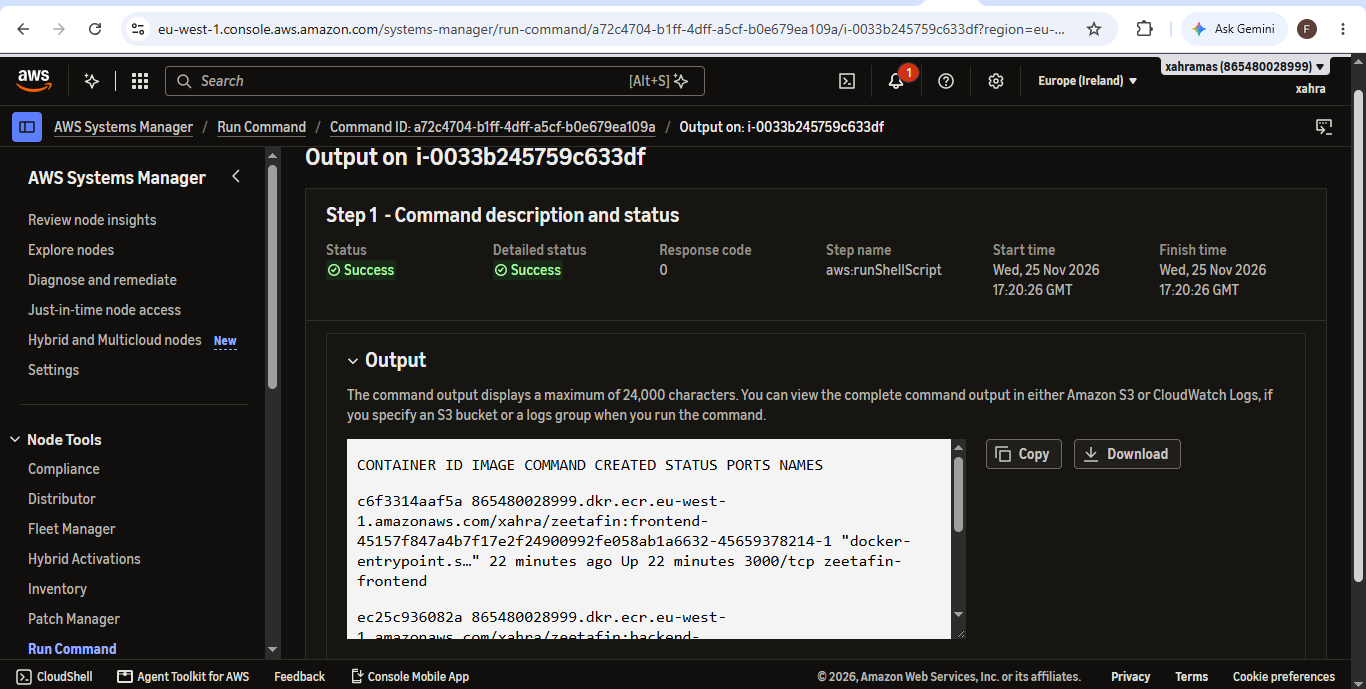 eu-west-1.console.aws.amazon.com/systems-manager/run-command/a72c4704-b1ff-4dff-a5cf-b0e679ea109a/i-0033b245759c633df?region=eu-...
Ask Gemini
F
aws
Search
[Alt+S]
1
Europe (Ireland)
xahramas (865480028999)
xahra
AWS Systems Manager / Run Command / Command ID: a72c4704-b1ff-4dff-a5cf-b0e679ea109a / Output on: i-0033b245759c633df
AWS Systems Manager
Review node insights
Explore nodes
Diagnose and remediate
Just-in-time node access
Hybrid and Multicloud nodes New
Settings
Node Tools
Compliance
Distributor
Fleet Manager
Hybrid Activations
Inventory
Patch Manager
Run Command
Output on i-0033b245759c633df
Step 1 - Command description and status
Status
Success
Detailed status
Success
Response code
0
Step name
aws:runShellScript
Start time
Wed, 25 Nov 2026
17:20:26 GMT
Finish time
Wed, 25 Nov 2026
17:20:26 GMT
Output
The command output displays a maximum of 24,000 characters. You can view the complete command output in either Amazon S3 or CloudWatch Logs, if
you specify an S3 bucket or a logs group when you run the command.
CONTAINER ID IMAGE COMMAND CREATED STATUS PORTS NAMES
c6f3314aaf5a 865480028999.dkr.ecr.eu-west-
1.amazonaws.com/xahra/zeetafin:frontend-
45157f847a4b7f17e2f24900992fe058ab1a6632-45659378214-1 "docker-
entrypoint.s…" 22 minutes ago Up 22 minutes 3000/tcp zeetafin-
frontend
ec25c936082a 865480028999.dkr.ecr.eu-west-
1.amazonaws.com/xahra/zeetafin:backend-
Copy
Download
CloudShell
Agent Toolkit for AWS
Feedback
Console Mobile App
© 2026, Amazon Web Services, Inc. or its affiliates.
Privacy
Terms
Cookie preferences